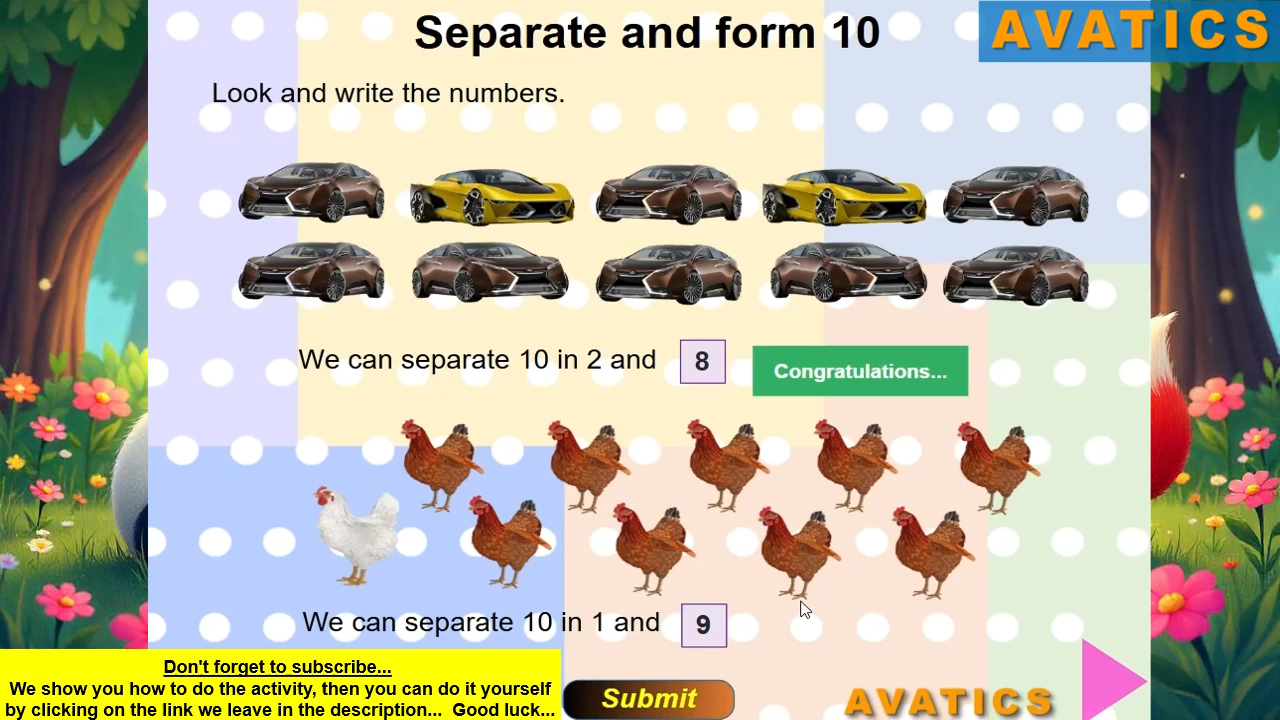 Separate and form 10
AVATICS
Look and write the numbers.
We can separate 10 in 2 and 8
Congratulations...
We can separate 10 in 1 and 9
Don't forget to subscribe...
We show you how to do the activity, then you can do it yourself
by clicking on the link we leave in the description... Good luck...
Submit
AVATICS